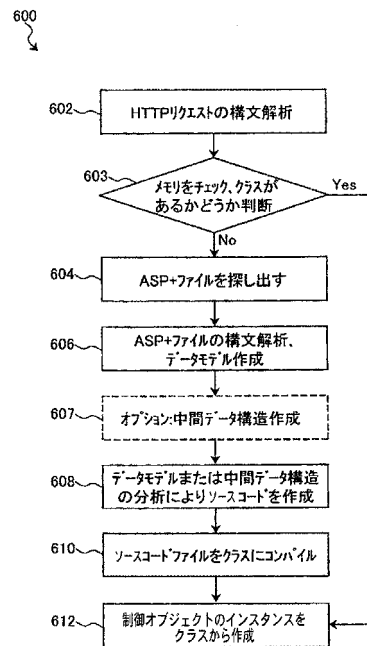 600
602
HTTPリクエストの構文解析
603
メモリをチェック、クラスが
あるかどうか判断
Yes
No
604
ASP+ファイルを探し出す
606
ASP+ファイルの構文解析、
データモデル作成
607
オプション:中間データ構造作成
608
データモデルまたは中間データ構造
の分析によりソースコードを作成
610
ソースコードファイルをクラスにコンパイル
612
制御オブジェクトのインスタンスを
クラスから作成